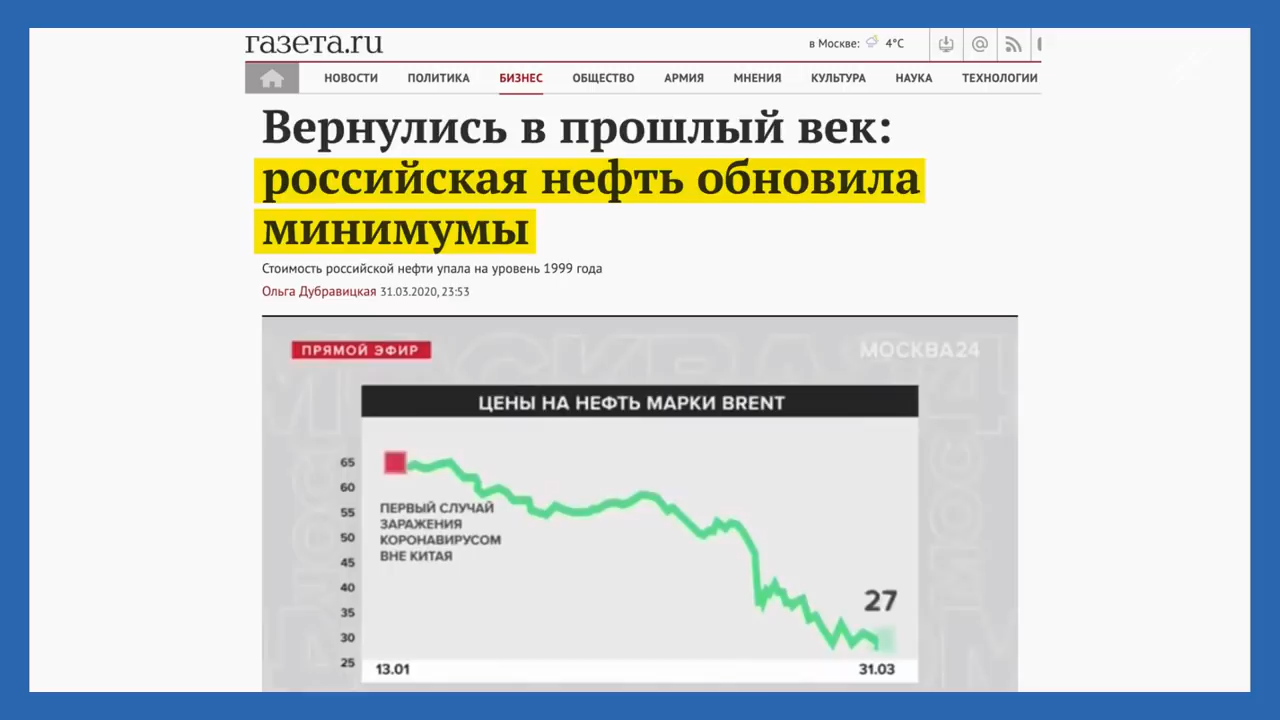 газета.ru
в Москве: 4°C
НОВОСТИ ПОЛИТИКА БИЗНЕС ОБЩЕСТВО АРМИЯ МНЕНИЯ КУЛЬТУРА НАУКА ТЕХНОЛОГИИ
Вернулись в прошлый век:
российская нефть обновила
минимумы
Стоимость российской нефти упала на уровень 1999 года
Ольга Дубравицкая 31.03.2020, 23:53
ПРЯМОЙ ЭФИР
МОСКВА24
ЦЕНЫ НА НЕФТЬ МАРКИ BRENT
65
60
55
50
45
40
35
30
25
ПЕРВЫЙ СЛУЧАЙ
ЗАРАЖЕНИЯ
КОРОНАВИРУСОМ
ВНЕ КИТАЯ
27
13.01
31.03